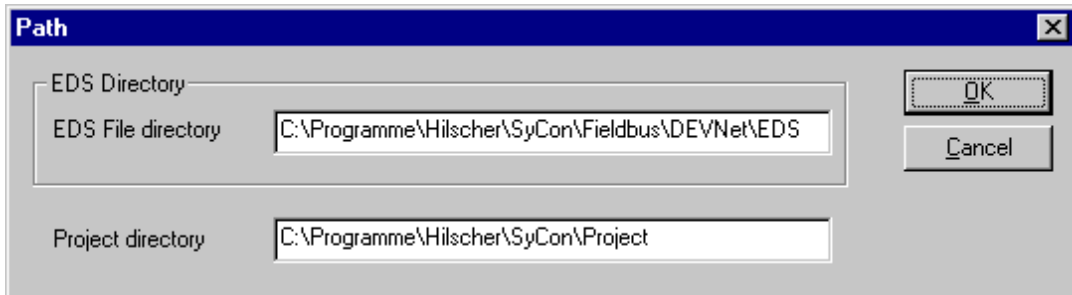 Path
EDS Directory
EDS File directory C:\Programme\Hilscher\SyCon\Fieldbus\DEVNet\EDS
OK
Cancel
Project directory C:\Programme\Hilscher\SyCon\Project